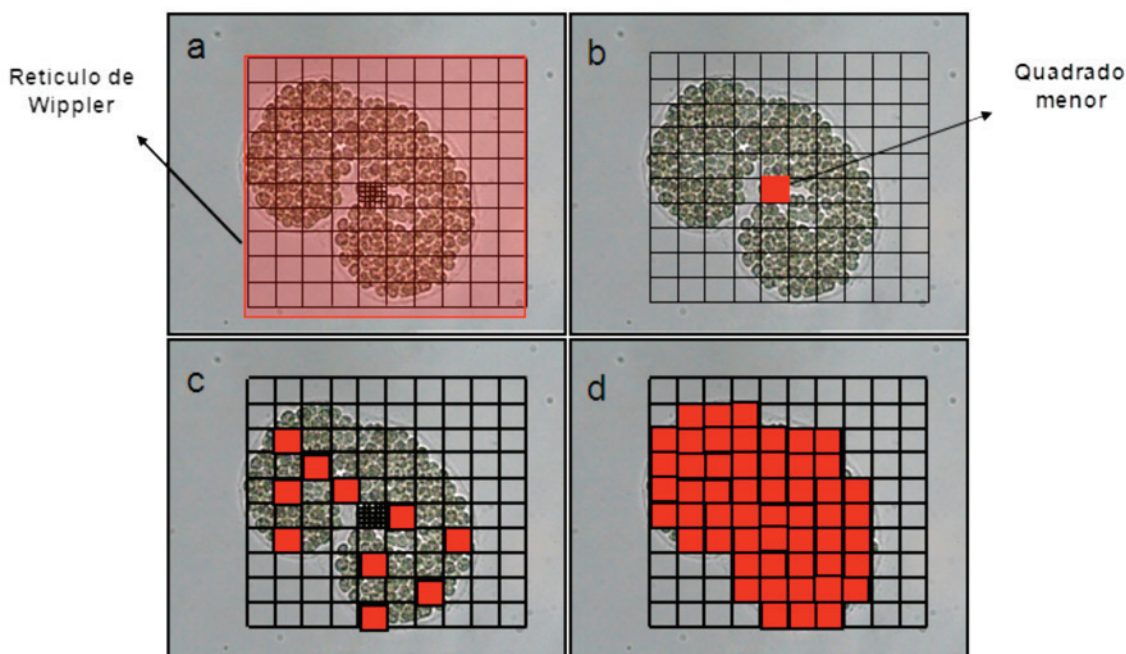 a
b
Reticulo de
Wippler
Quadrado
menor
c
d